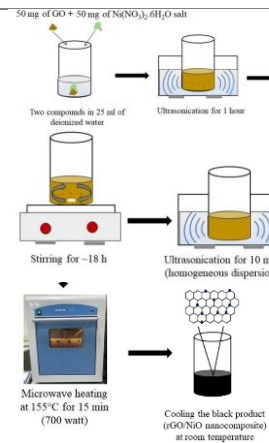 50 mg of GO + 50 mg of Ni(NO3)2.6H2O salt
Two compounds in 25 ml of
deionized water
Ultrasonication for 1 hour
Stirring for ~18 h
Ultrasonication for 10 m
(homogeneous dispersio
Microwave heating
at 155°C for 15 min
(700 watt)
Cooling the black product
(rGO/NiO nanocomposite)
at room temperature